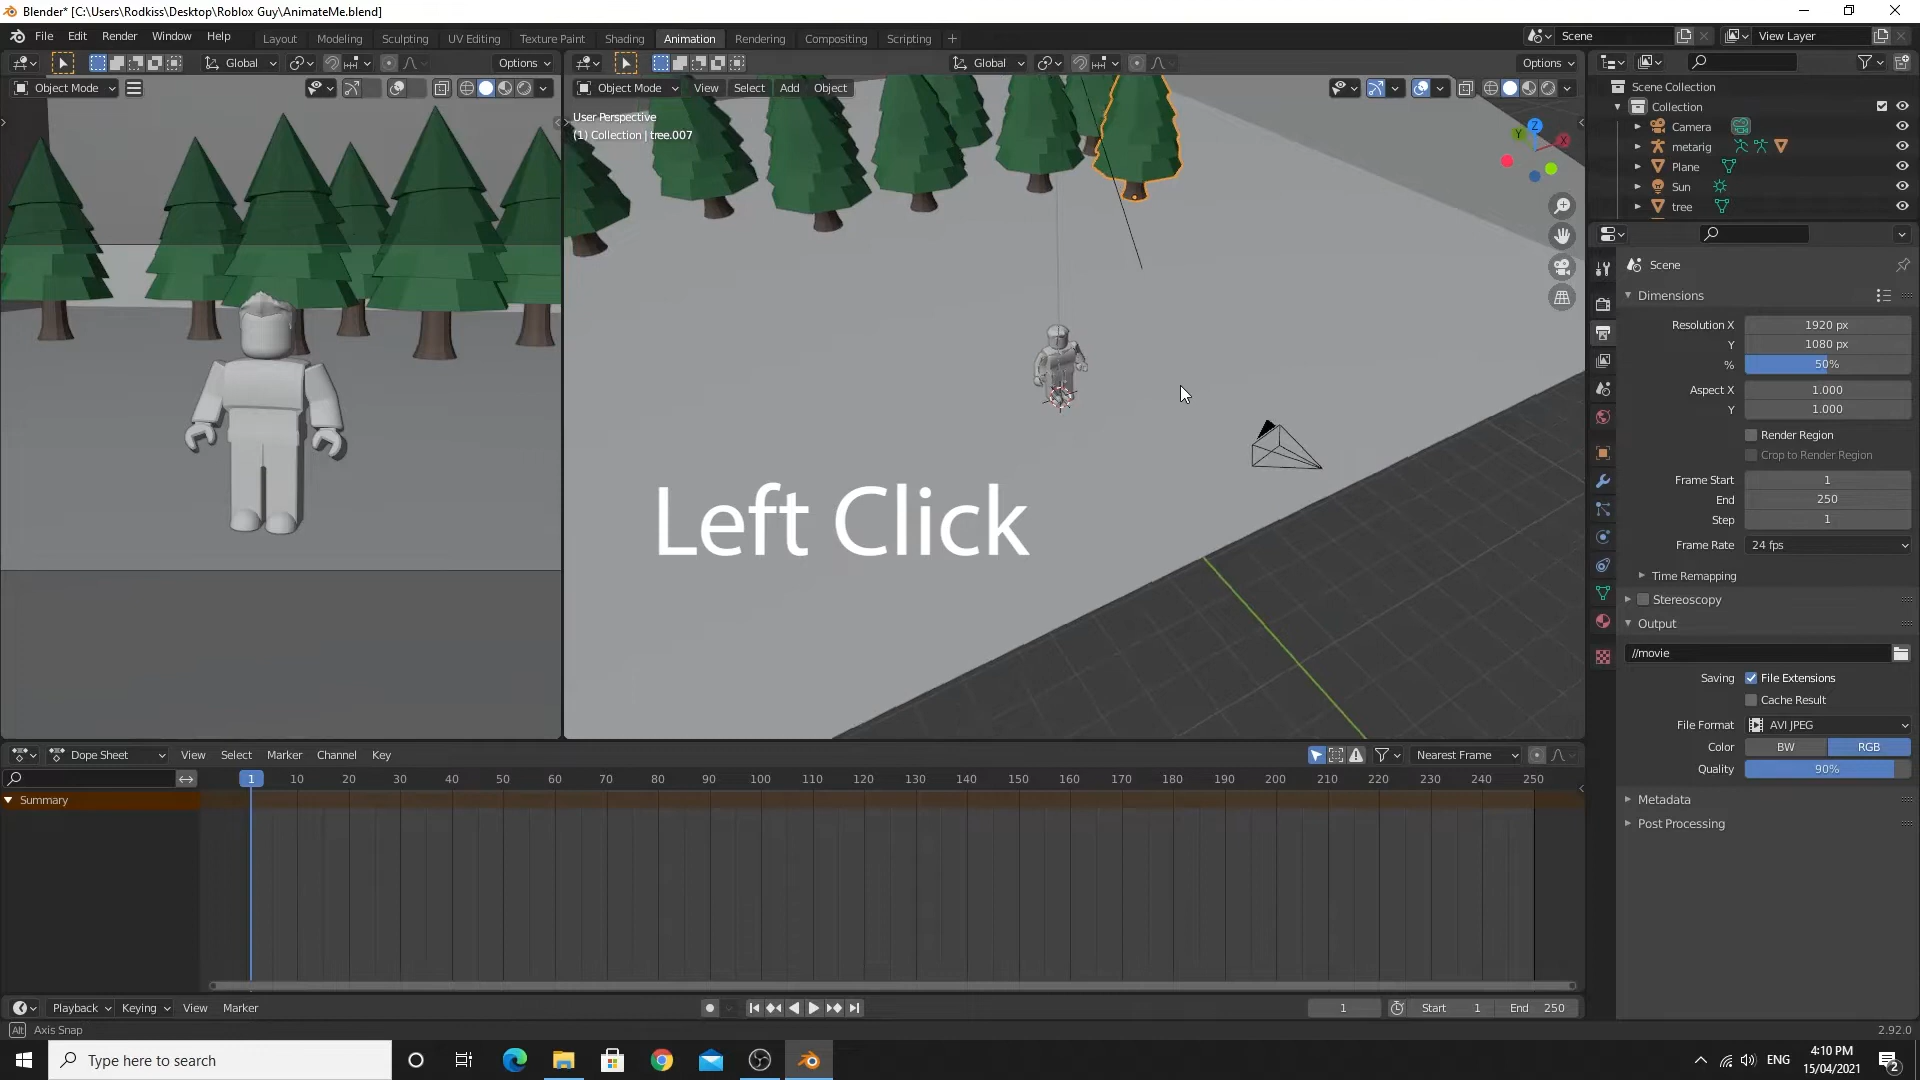 Blender* [C:\Users\Rodkiss\Desktop\Roblox Guy\AnimateMe.blend]
File Edit Render Window Help Layout Modeling Sculpting UV Editing Texture Paint Shading Animation Rendering Compositing Scripting + Scene View Layer
Global Options Global Options
Object Mode Object Mode View Select Add Object
User Perspective
(1) Collection | tree.007
Z
Y
X
Scene Collection
Collection
Camera
metarig
Plane
Sun
tree
Scene
Dimensions
Resolution X 1920 px
Y 1080 px
% 50%
Aspect X 1.000
Y 1.000
Render Region
Crop to Render Region
Frame Start 1
End 250
Step 1
Frame Rate 24 fps
Time Remapping
Stereoscopy
Output
//movie
Saving File Extensions
Cache Result
File Format AVI JPEG
Color BW RGB
Quality 90%
Metadata
Post Processing
Left Click
Dope Sheet View Select Marker Channel Key Nearest Frame
1 10 20 30 40 50 60 70 80 90 100 110 120 130 140 150 160 170 180 190 200 210 220 230 240 250
Summary
Playback Keying View Marker 1 Start 1 End 250
Alt Axis Snap 2.92.0
Type here to search
ENG
4:10 PM
15/04/2021
2